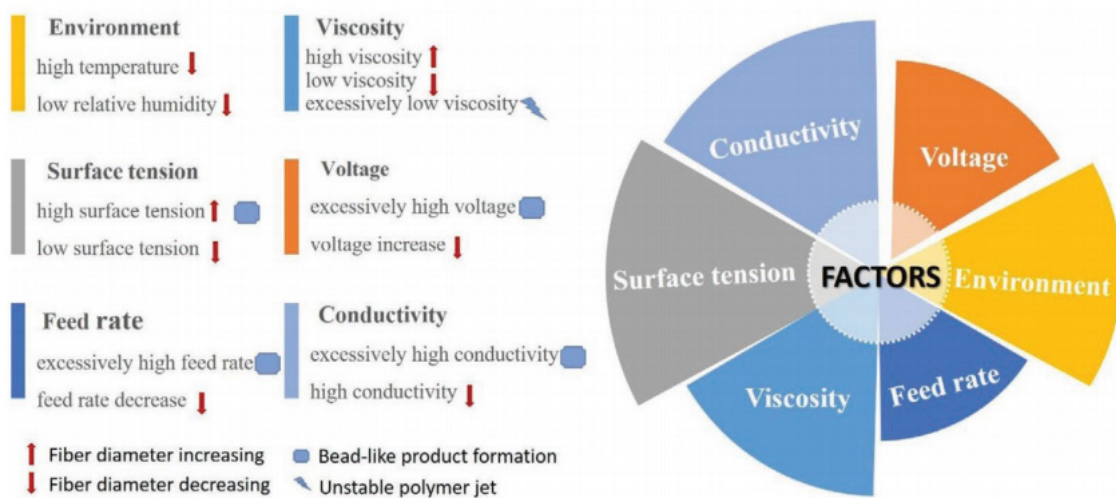 Environment
high temperature
low relative humidity
Viscosity
high viscosity
low viscosity
excessively low viscosity
Surface tension
high surface tension
low surface tension
Voltage
excessively high voltage
voltage increase
Feed rate
excessively high feed rate
feed rate decrease
Conductivity
excessively high conductivity
high conductivity
Fiber diameter increasing
Fiber diameter decreasing
Bead-like product formation
Unstable polymer jet
Conductivity
Voltage
Surface tension
FACTORS
Environment
Viscosity
Feed rate